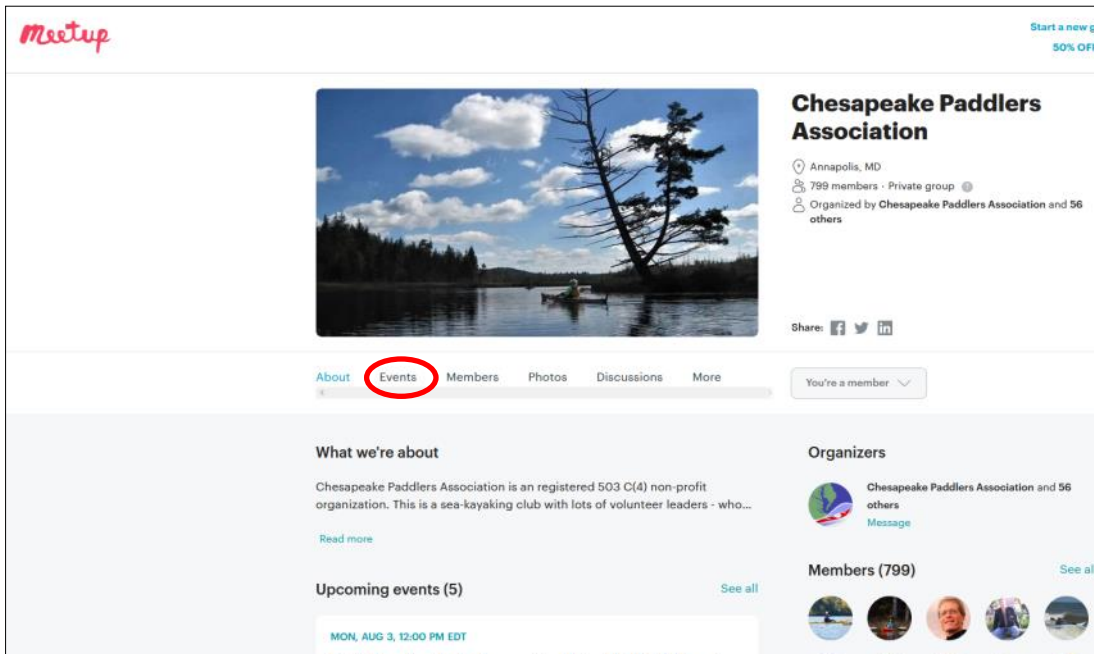 Meetup
Start a new g
50% OFF
Chesapeake Paddlers
Association
Annapolis, MD
799 members · Private group
Organized by Chesapeake Paddlers Association and 56
others
Share:
About Events Members Photos Discussions More
You're a member
What we're about
Chesapeake Paddlers Association is an registered 503 C(4) non-profit
organization. This is a sea-kayaking club with lots of volunteer leaders - who...
Read more
Upcoming events (5) See all
MON, AUG 3, 12:00 PM EDT
Organizers
Chesapeake Paddlers Association and 56
others
Message
Members (799) See al